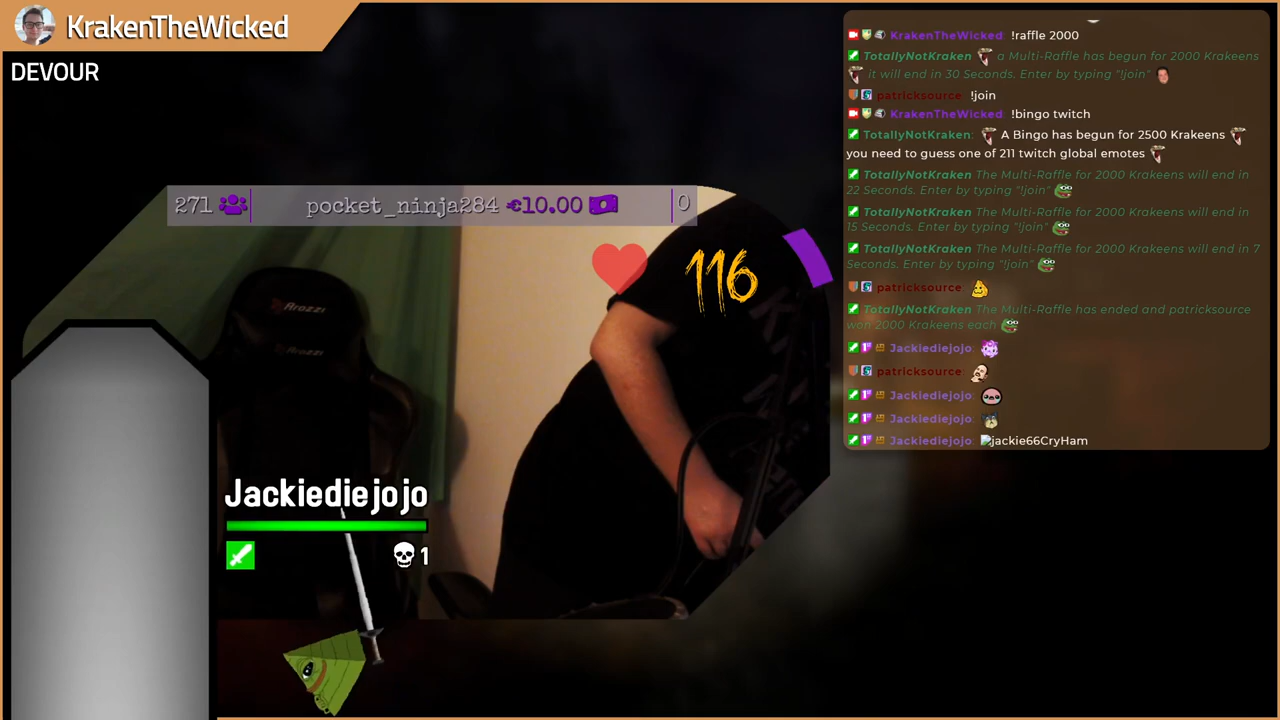 KrakenTheWicked
DEVOUR
271 pocket_ninja284 €10.00 0
116
Arozzi
Arozzi
Jackiediejojo
1
KrakenTheWicked !raffle 2000
TotallyNotKraken a Multi-Raffle has begun for 2000 Krakeens
it will end in 30 Seconds. Enter by typing "!join"
patricksource: !join
KrakenTheWicked !bingo twitch
TotallyNotKraken: A Bingo has begun for 2500 Krakeens
you need to guess one of 211 twitch global emotes
TotallyNotKraken The Multi-Raffle for 2000 Krakeens will end in
22 Seconds. Enter by typing "!join"
TotallyNotKraken The Multi-Raffle for 2000 Krakeens will end in
15 Seconds. Enter by typing "!join"
TotallyNotKraken The Multi-Raffle for 2000 Krakeens will end in 7
Seconds. Enter by typing "!join"
patricksource:
TotallyNotKraken The Multi-Raffle has ended and patricksource
won 2000 Krakeens each
Jackiediejojo:
patricksource:
Jackiediejojo:
Jackiediejojo:
Jackiediejojo: jackie66CryHam